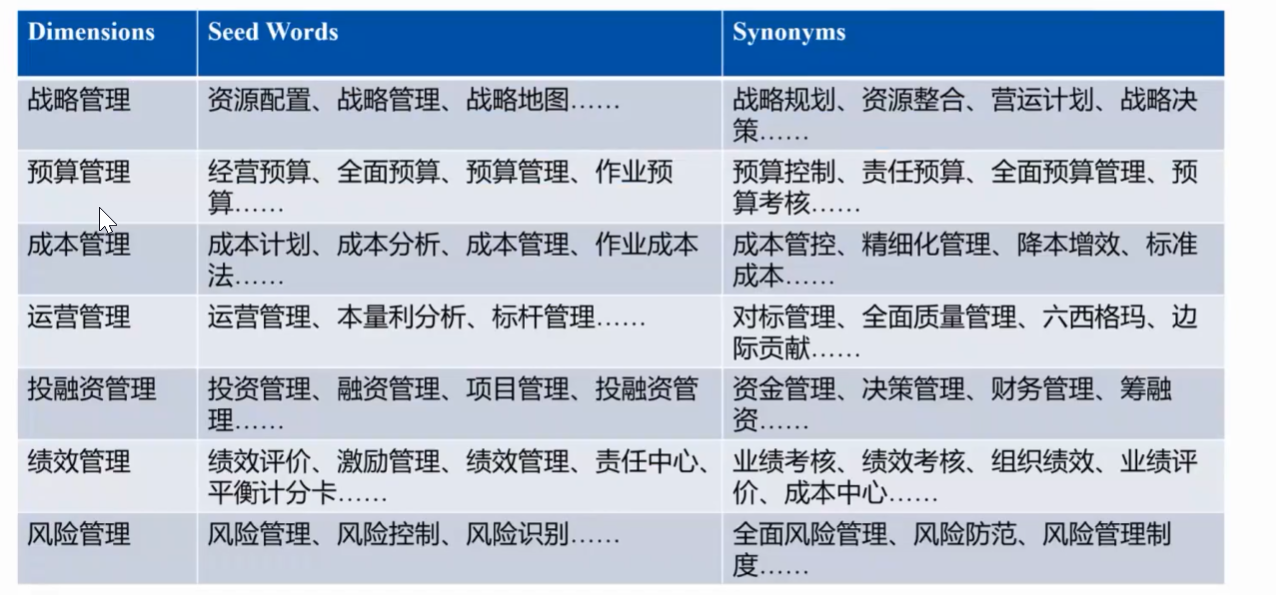 Dimensions
Seed Words
Synonyms
战略管理
资源配置、战略管理、战略地图……
战略规划、资源整合、营运计划、战略决
策……
预算管理
经营预算、全面预算、预算管理、作业预
算……
预算控制、责任预算、全面预算管理、预
算考核……
成本管理
成本计划、成本分析、成本管理、作业成本
法……
成本管控、精细化管理、降本增效、标准
成本……
运营管理
运营管理、本量利分析、标杆管理……
对标管理、全面质量管理、六西格玛、边
际贡献……
投融资管理
投资管理、融资管理、项目管理、投融资管
理……
资金管理、决策管理、财务管理、筹融
资……
绩效管理
绩效评价、激励管理、绩效管理、责任中心、
平衡计分卡……
业绩考核、绩效考核、组织绩效、业绩评
价、成本中心……
风险管理
风险管理、风险控制、风险识别……
全面风险管理、风险防范、风险管理制
度……